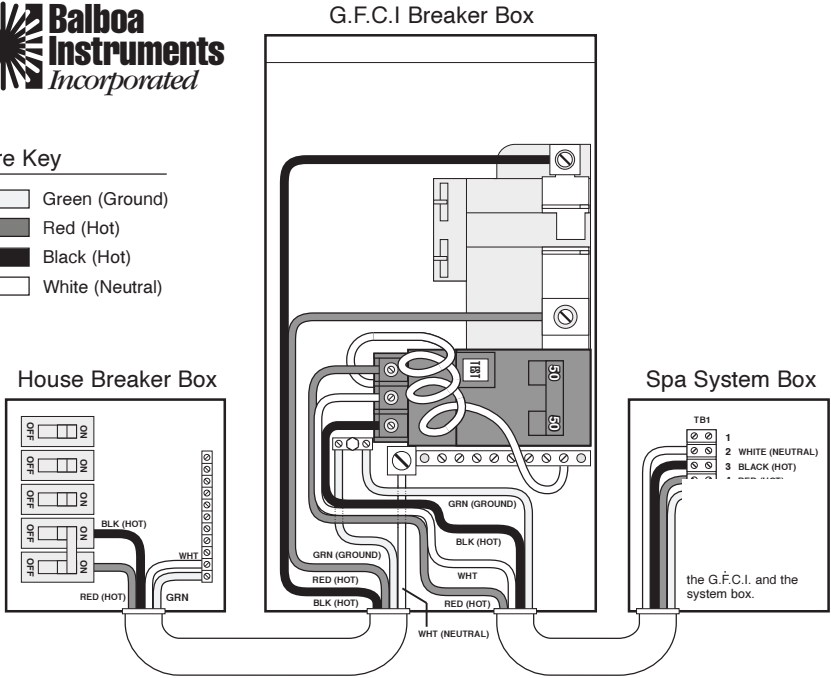 G.F.C.I Breaker Box
Balboa
Instruments
Incorporated
re Key
Green (Ground)
Red (Hot)
Black (Hot)
White (Neutral)
House Breaker Box
OFF ON
OFF ON
OFF ON
OFF ON
OFF ON
BLK (HOT)
WHT
RED (HOT)
GRN
TBT
50
50
GRN (GROUND)
BLK (HOT)
GRN (GROUND)
WHT
RED (HOT)
RED (HOT)
BLK (HOT)
WHT (NEUTRAL)
Spa System Box
TB1
1
2 WHITE (NEUTRAL)
3 BLACK (HOT)
the G.F.C.I. and the
system box.